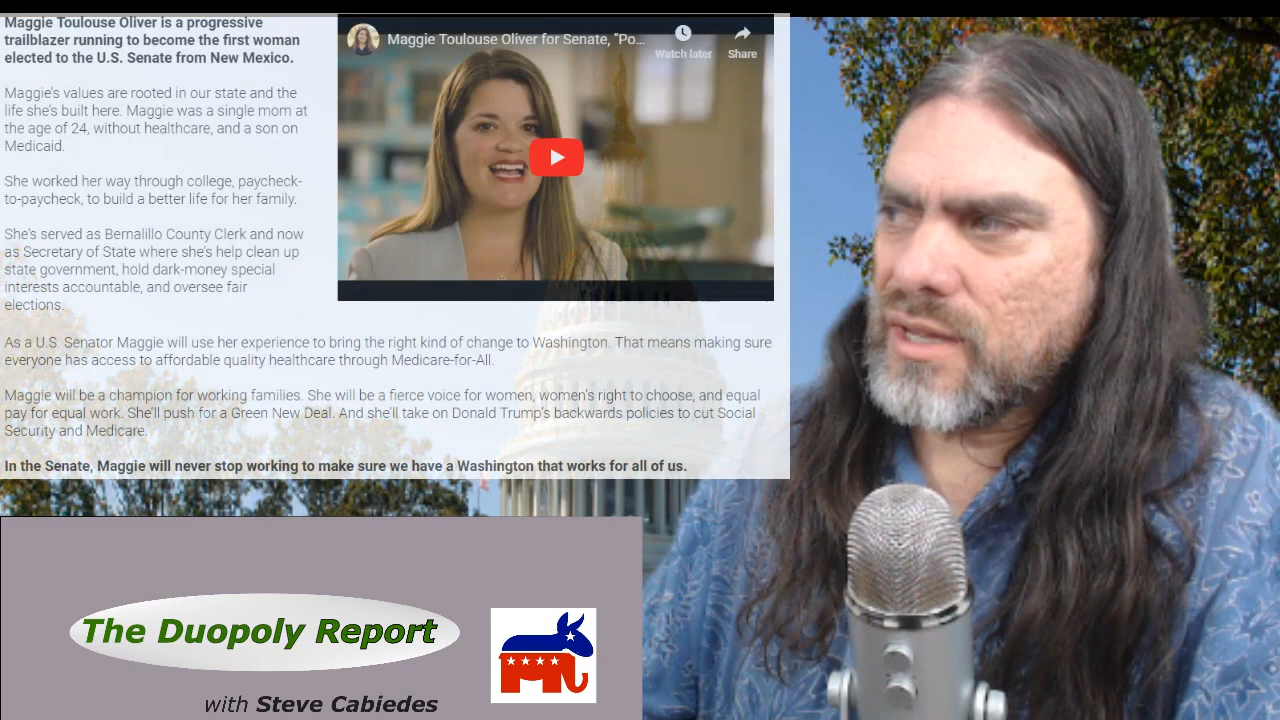 Maggie Toulouse Oliver is a progressive
trailblazer running to become the first woman
elected to the U.S. Senate from New Mexico.
Maggie's values are rooted in our state and the
life she's built here. Maggie was a single mom at
the age of 24, without healthcare, and a son on
Medicaid.
She worked her way through college, paycheck-
to-paycheck, to build a better life for her family.
She's served as Bernalillo County Clerk and now
as Secretary of State where she's help clean up
state government, hold dark-money special
interests accountable, and oversee fair
elections.
Maggie Toulouse Oliver for Senate, "Po...
Watch later
Share
As a U.S. Senator Maggie will use her experience to bring the right kind of change to Washington. That means making sure
everyone has access to affordable quality healthcare through Medicare-for-All.
Maggie will be a champion for working families. She will be a fierce voice for women, women's right to choose, and equal
pay for equal work. She'll push for a Green New Deal. And she'll take on Donald Trump's backwards policies to cut Social
Security and Medicare.
In the Senate, Maggie will never stop working to make sure we have a Washington that works for all of us.
The Duopoly Report
with Steve Cabiedes